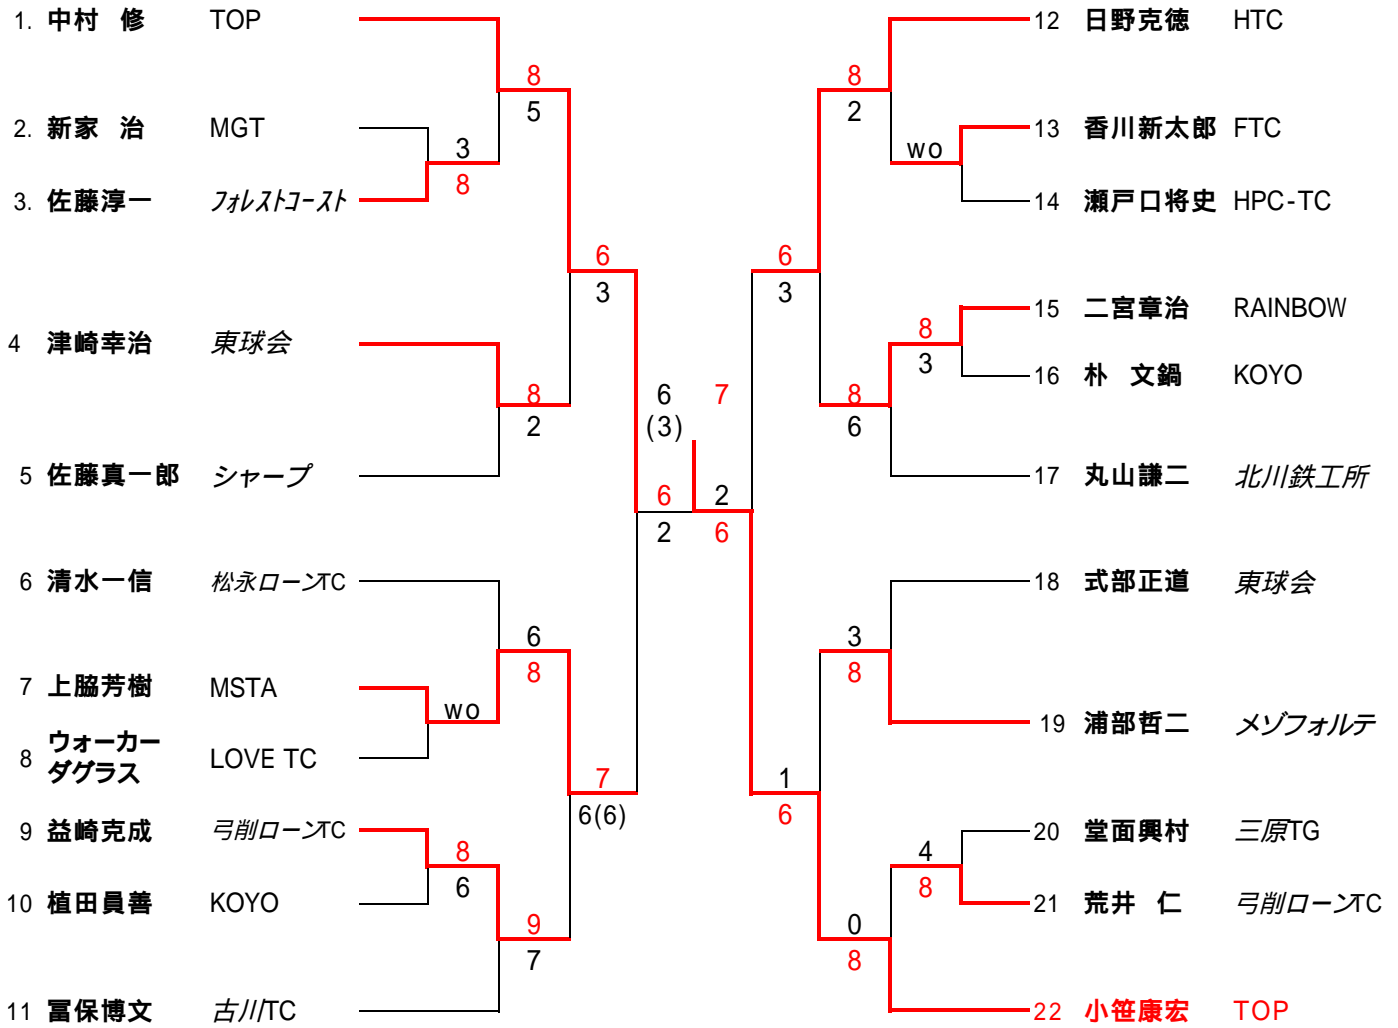 1. 中村 修 TOP
8
5
2. 新家 治 MGT
3
8
3. 佐藤淳一 フォレストコースト
6
3
4 津崎幸治 東球会
8
2
5 佐藤真一郎 シャープ
6 清水一信 松永ローンTC
6
8
7 上脇芳樹 MSTA
wo
8 ウォーカー
ダグラス LOVE TC
7
6(6)
9 益崎克成 弓削ローンTC
8
6
10 植田員善 KOYO
9
7
11 冨保博文 古川TC
6 7
(3)
6 2
2 6
12 日野克徳 HTC
8
2
13 香川新太郎 FTC
wo
14 瀬戸口将史 HPC-TC
6
3
15 二宮章治 RAINBOW
8
3
16 朴 文鍋 KOYO
8
6
17 丸山謙二 北川鉄工所
18 式部正道 東球会
3
8
19 浦部哲二 メゾフォルテ
1
6
20 堂面興村 三原TG
4
8
21 荒井 仁 弓削ローンTC
0
8
22 小笹康宏 TOP